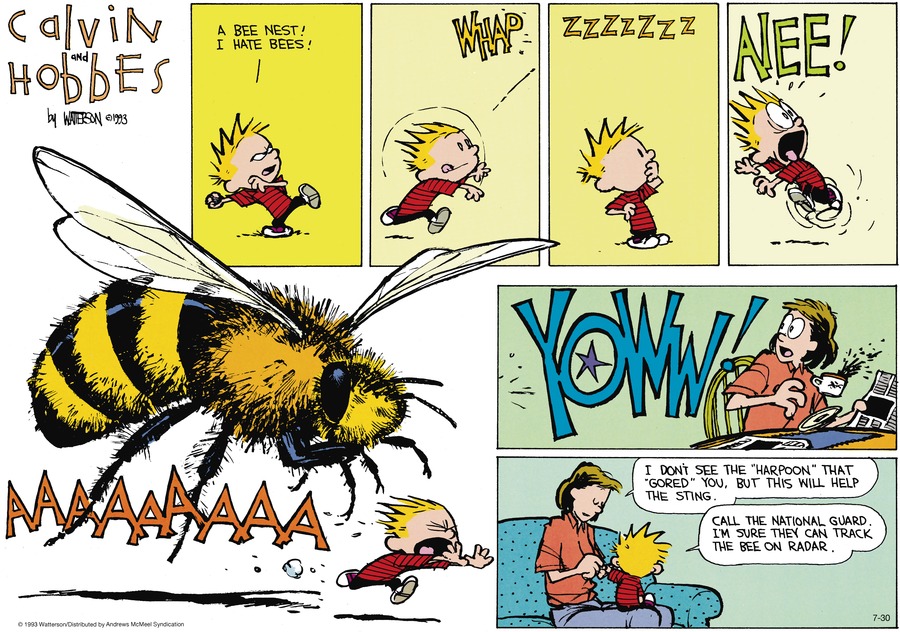 Calvin
and
HobbEs
by WATTERSON ©1993
A BEE NEST!
I HATE BEES!
WHAP
ZZZZZZZ
AIEE!
AAAAAAAAA
YOWW!
I DON'T SEE THE "HARPOON" THAT
"GORED" YOU, BUT THIS WILL HELP
THE STING.
CALL THE NATIONAL GUARD.
I'M SURE THEY CAN TRACK
THE BEE ON RADAR.
7-30
© 1993 Watterson/Distributed by Andrews McMeel Syndication